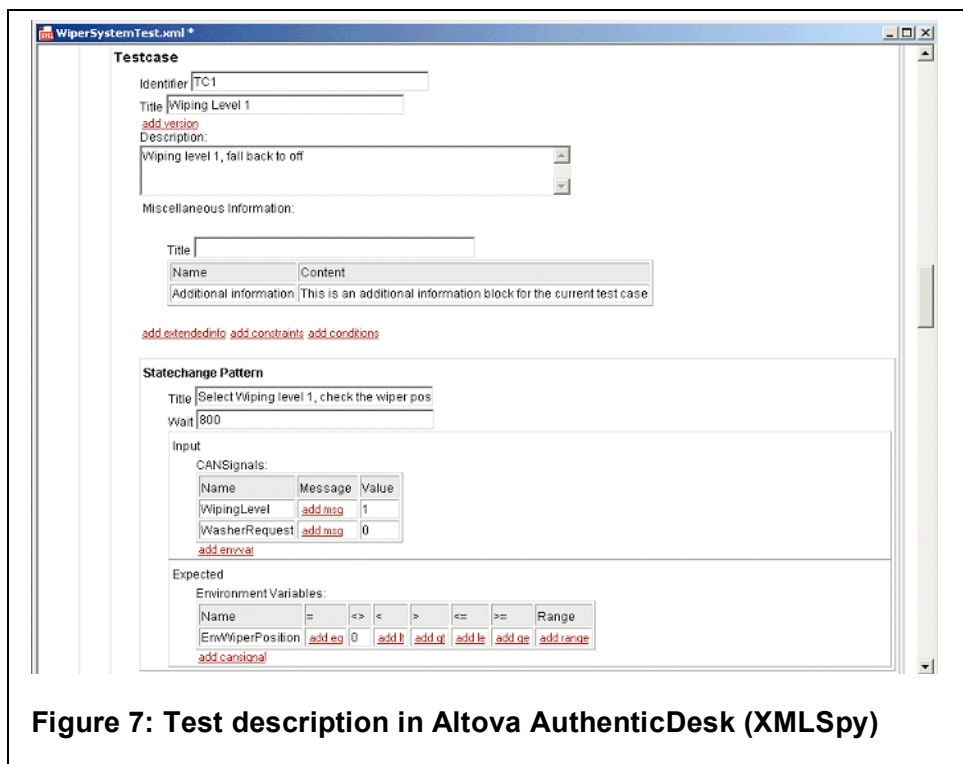 WiperSystemTest.xml *
Testcase
Identifier TC1
Title Wiping Level 1
add version
Description:
Wiping level 1, fall back to off
Miscellaneous Information:
Title
Name Content
Additional information This is an additional information block for the current test case
add extendedinfo add constraints add conditions
Statechange Pattern
Title Select Wiping level 1, check the wiper pos
Wait 800
Input
CANSignals:
Name Message Value
WipingLevel add msg 1
WasherRequest add msg 0
add envvar
Expected
Environment Variables:
Name = <> < > <= >= Range
EnvWiperPosition add eq 0 add lt add gt add le add ge add range
add cansignal
Figure 7: Test description in Altova AuthenticDesk (XMLSpy)